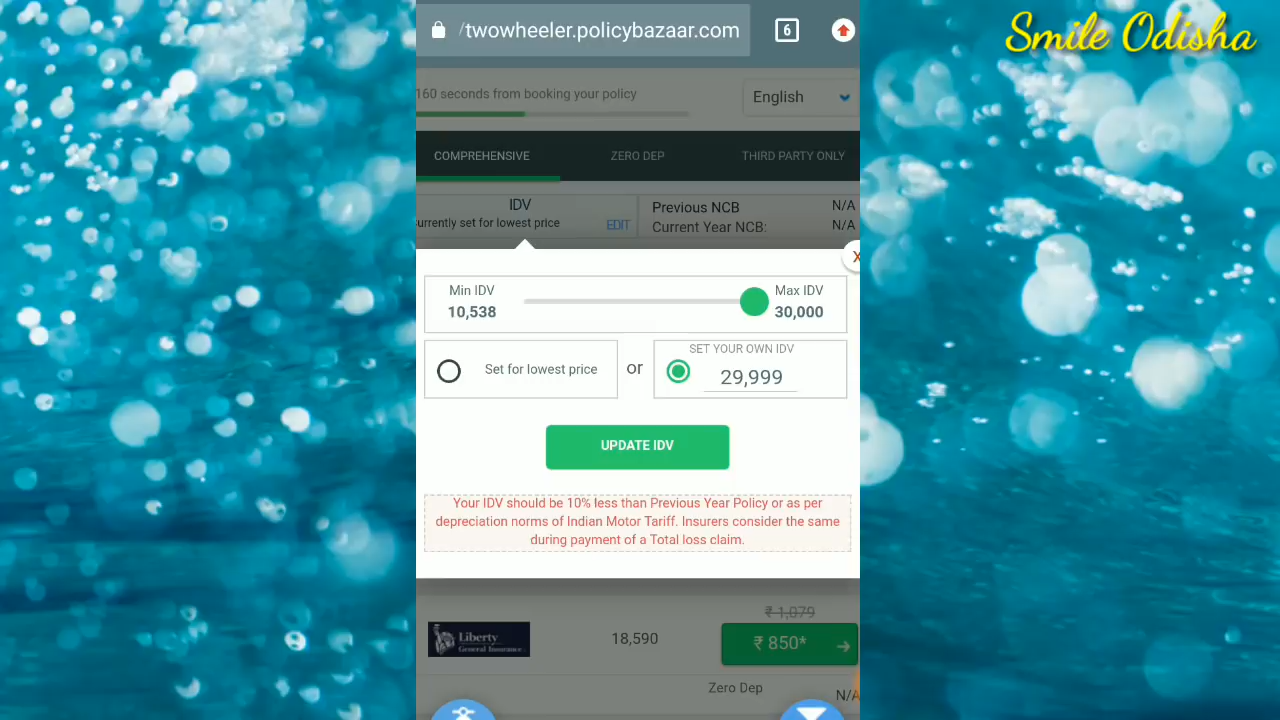 Smile Odisha
/twowheeler.policybazaar.com
6
160 seconds from booking your policy
English
COMPREHENSIVE
ZERO DEP
THIRD PARTY ONLY
IDV
urrently set for lowest price
EDIT
Previous NCB
N/A
Current Year NCB:
N/A
X
Min IDV
10,538
Max IDV
30,000
Set for lowest price
or
SET YOUR OWN IDV
29,999
UPDATE IDV
Your IDV should be 10% less than Previous Year Policy or as per
depreciation norms of Indian Motor Tariff. Insurers consider the same
during payment of a Total loss claim.
Liberty
General Insurance
18,590
₹ 1,079
₹ 850*
Zero Dep
N/A